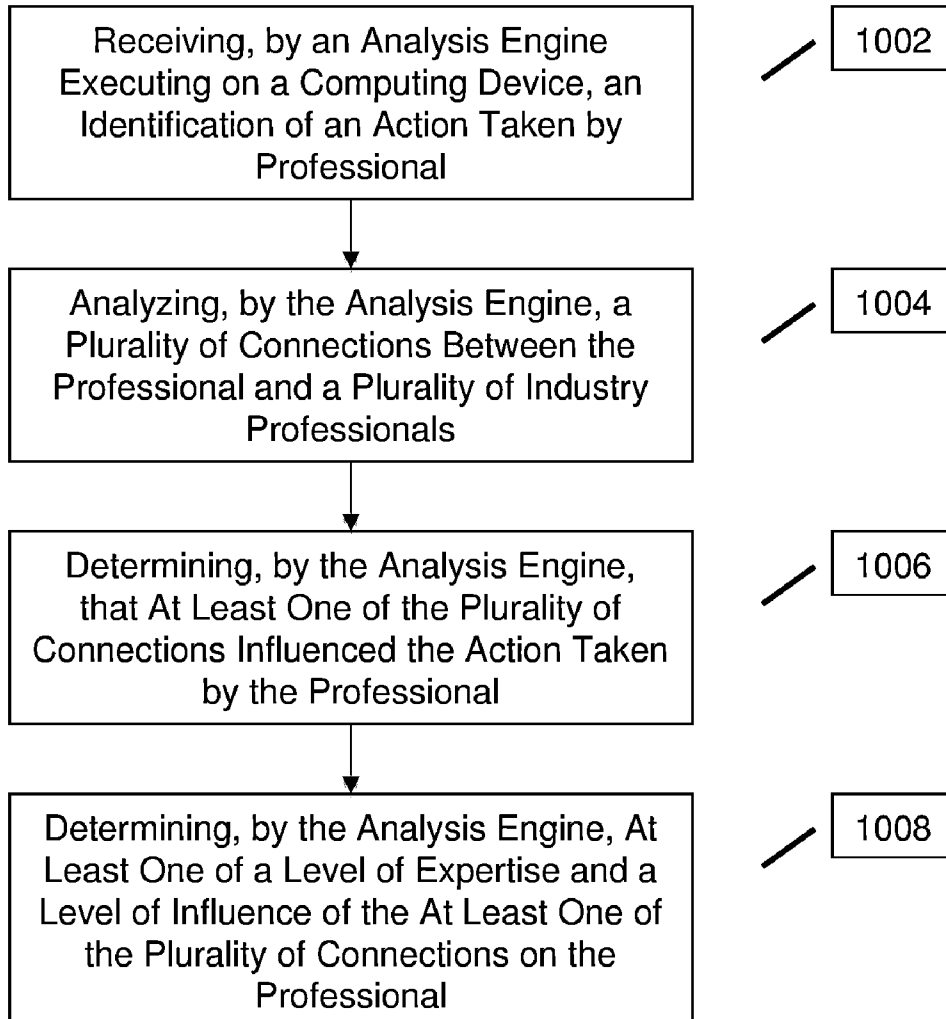 Receiving, by an Analysis Engine
Executing on a Computing Device, an
Identification of an Action Taken by
Professional
1002
Analyzing, by the Analysis Engine, a
Plurality of Connections Between the
Professional and a Plurality of Industry
Professionals
1004
Determining, by the Analysis Engine,
that At Least One of the Plurality of
Connections Influenced the Action Taken
by the Professional
1006
Determining, by the Analysis Engine, At
Least One of a Level of Expertise and a
Level of Influence of the At Least One of
the Plurality of Connections on the
Professional
1008